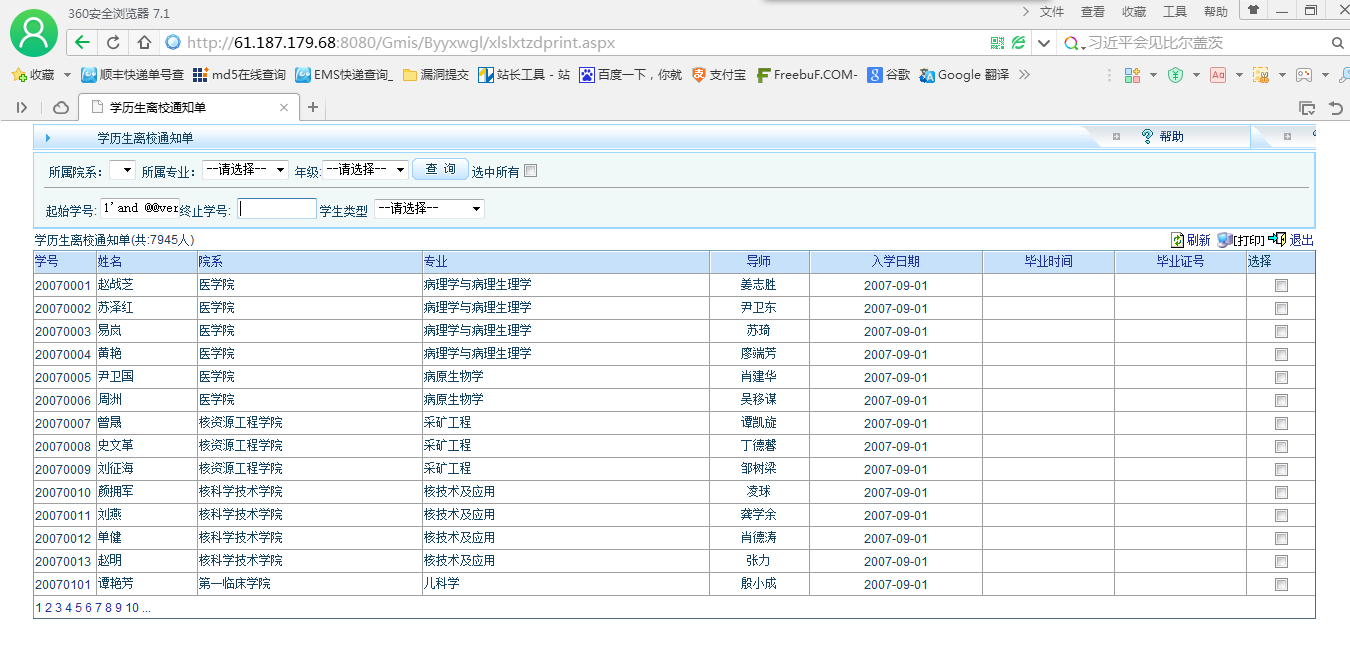 360安全浏览器 7.1
文件 查看 收藏 工具 帮助
http://61.187.179.68:8080/Gmis/Byyxwgl/xlslxtzdprint.aspx
习近平会见比尔盖茨
收藏 顺丰快递单号查 md5在线查询 EMS快递查询_ 漏洞提交 站长工具 - 站 百度一下，你就 支付宝 FreebuF.COM- 谷歌 Google 翻译
学历生离校通知单
学历生离校通知单 帮助
所属院系： 所属专业： --请选择-- 年级: --请选择-- 查 询 选中所有
起始学号: 1'and @@ver 终止学号: 学生类型 --请选择--
学历生离校通知单(共:7945人) 刷新 [打印] 退出
学号 姓名 院系 专业 导师 入学日期 毕业时间 毕业证号 选择
20070001 赵战芝 医学院 病理学与病理生理学 姜志胜 2007-09-01
20070002 苏泽红 医学院 病理学与病理生理学 尹卫东 2007-09-01
20070003 易岚 医学院 病理学与病理生理学 苏琦 2007-09-01
20070004 黄艳 医学院 病理学与病理生理学 廖端芳 2007-09-01
20070005 尹卫国 医学院 病原生物学 肖建华 2007-09-01
20070006 周洲 医学院 病原生物学 吴移谋 2007-09-01
20070007 曾晟 核资源工程学院 采矿工程 谭凯旋 2007-09-01
20070008 史文革 核资源工程学院 采矿工程 丁德馨 2007-09-01
20070009 刘征海 核资源工程学院 采矿工程 邹树梁 2007-09-01
20070010 颜拥军 核科学技术学院 核技术及应用 凌球 2007-09-01
20070011 刘燕 核科学技术学院 核技术及应用 龚学余 2007-09-01
20070012 单健 核科学技术学院 核技术及应用 肖德涛 2007-09-01
20070013 赵明 核科学技术学院 核技术及应用 张力 2007-09-01
20070101 谭艳芳 第一临床学院 儿科学 殷小成 2007-09-01
1 2 3 4 5 6 7 8 9 10 ...